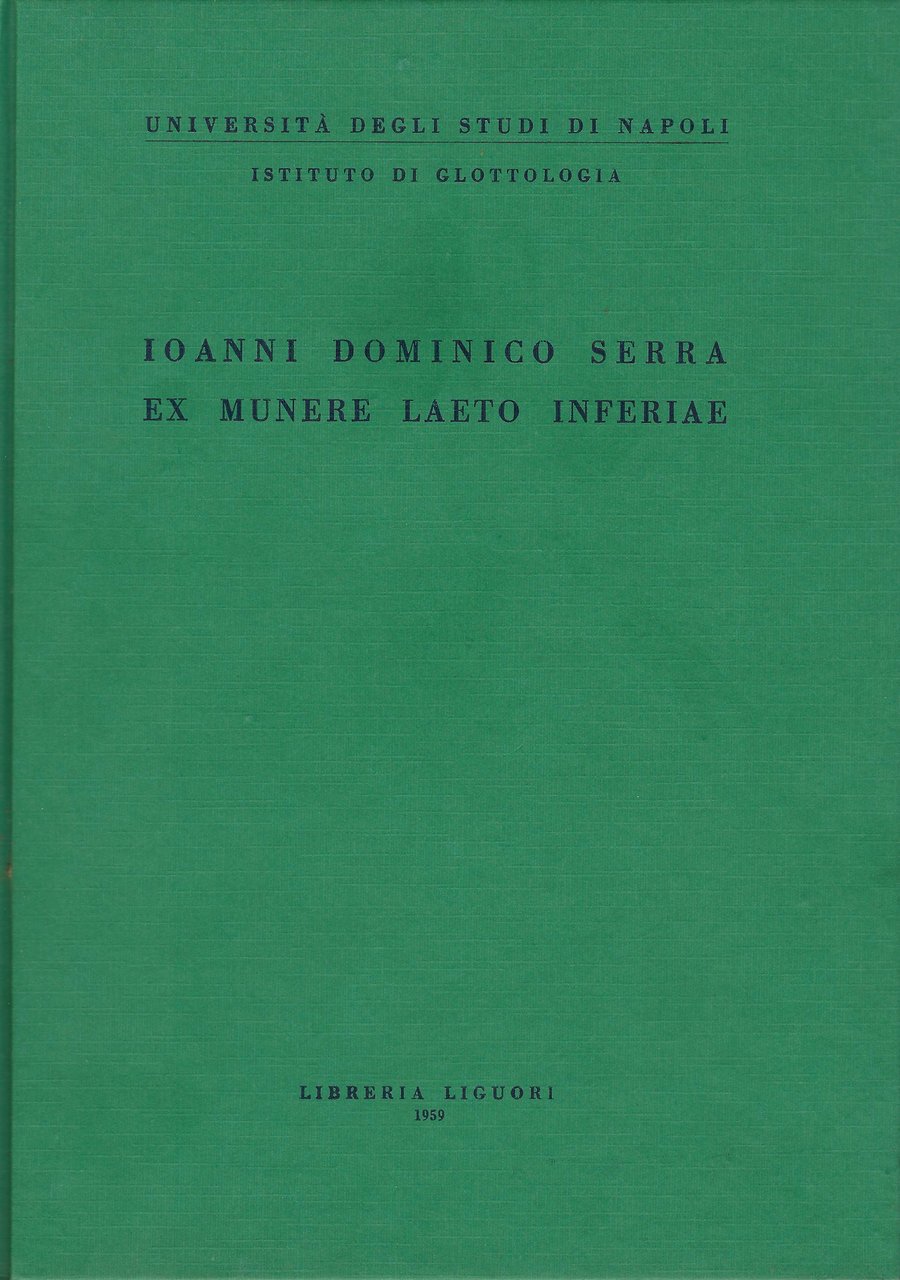 UNIVERSITÀ DEGLI STUDI DI NAPOLI
ISTITUTO DI GLOTTOLOGIA
IOANNI DOMINICO SERRA
EX MUNERE LAETO INFERIAE
LIBRERIA LIGUORI
1959